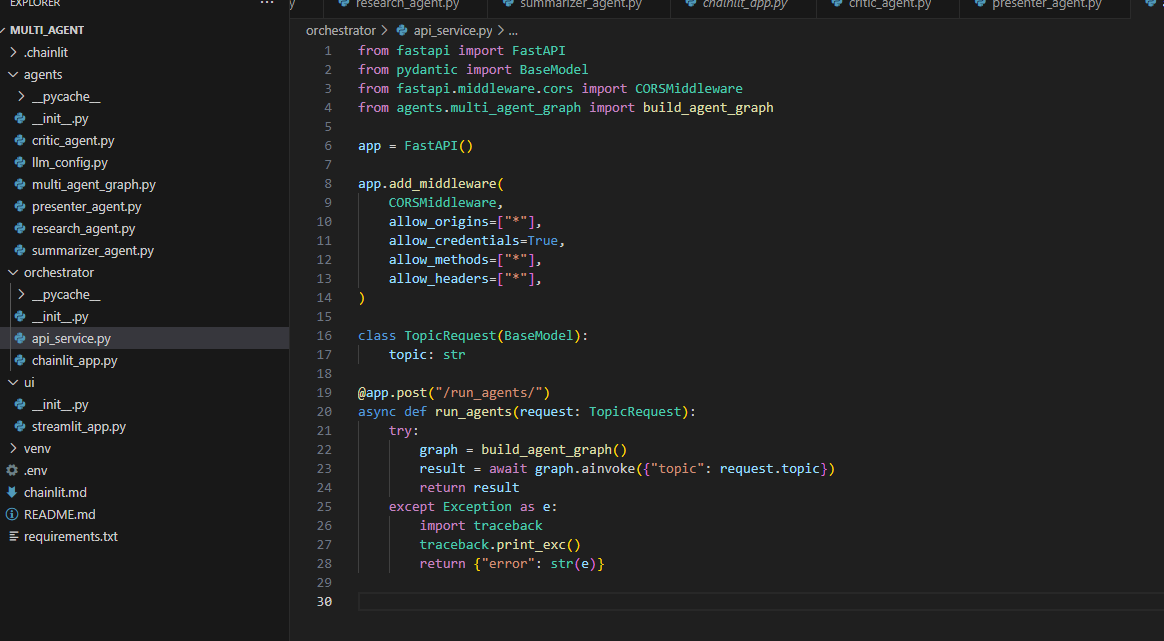 EXPLORER
...
y
research_agent.py
summarizer_agent.py
chainlit_app.py
critic_agent.py
presenter_agent.py
MULTI_AGENT
.chainlit
agents
__pycache__
__init__.py
critic_agent.py
llm_config.py
multi_agent_graph.py
presenter_agent.py
research_agent.py
summarizer_agent.py
orchestrator
__pycache__
__init__.py
api_service.py
chainlit_app.py
ui
__init__.py
streamlit_app.py
venv
.env
chainlit.md
README.md
requirements.txt
orchestrator > api_service.py > ...
1 from fastapi import FastAPI
2 from pydantic import BaseModel
3 from fastapi.middleware.cors import CORSMiddleware
4 from agents.multi_agent_graph import build_agent_graph
5
6 app = FastAPI()
7
8 app.add_middleware(
9     CORSMiddleware,
10     allow_origins=["*"],
11     allow_credentials=True,
12     allow_methods=["*"],
13     allow_headers=["*"],
14 )
15
16 class TopicRequest(BaseModel):
17     topic: str
18
19 @app.post("/run_agents/")
20 async def run_agents(request: TopicRequest):
21     try:
22         graph = build_agent_graph()
23         result = await graph.ainvoke({"topic": request.topic})
24         return result
25     except Exception as e:
26         import traceback
27         traceback.print_exc()
28         return {"error": str(e)}
29
30